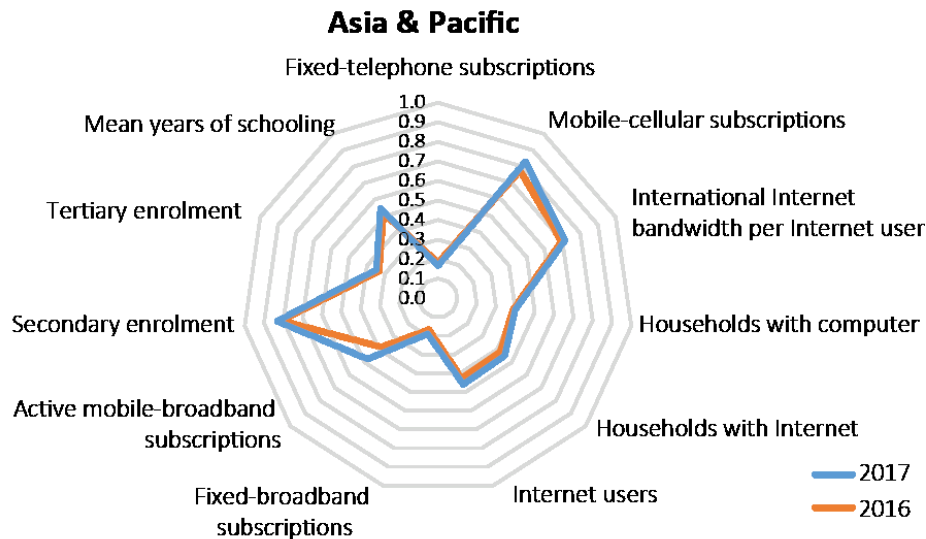 Asia & Pacific
Fixed-telephone subscriptions
Mobile-cellular subscriptions
International Internet
bandwidth per Internet user
Households with computer
Households with Internet
Internet users
Fixed-broadband
subscriptions
Active mobile-broadband
subscriptions
Secondary enrolment
Tertiary enrolment
Mean years of schooling
1.0
0.9
0.8
0.7
0.6
0.5
0.4
0.3
0.2
0.1
0.0
2017
2016